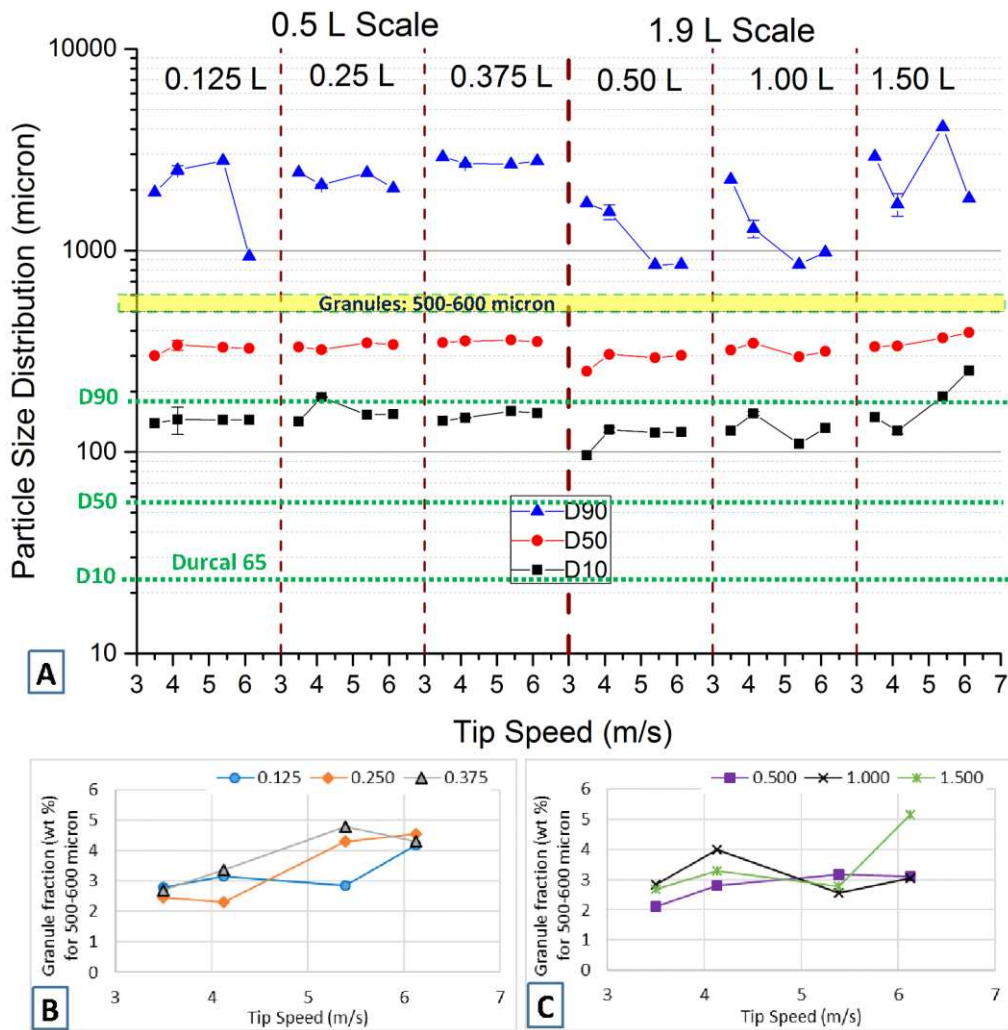 0.5 L Scale 1.9 L Scale
10000
0.125 L 0.25 L 0.375 L 0.50 L 1.00 L 1.50 L
1000
Granules: 500-600 micron
D90
100
D50
D90
D50
D10
Durcal 65
D10
10
Particle Size Distribution (micron)
A
3 4 5 6 3 4 5 6 3 4 5 6 3 4 5 6 3 4 5 6 3 4 5 6 7
Tip Speed (m/s)
0.125 0.250 0.375
Granule fraction (wt %)
for 500-600 micron
6
5
4
3
2
1
0
3 4 5 6 7
Tip Speed (m/s)
B
0.500 1.000 1.500
Granule fraction (wt %)
for 500-600 micron
6
5
4
3
2
1
0
3 4 5 6 7
Tip Speed (m/s)
C